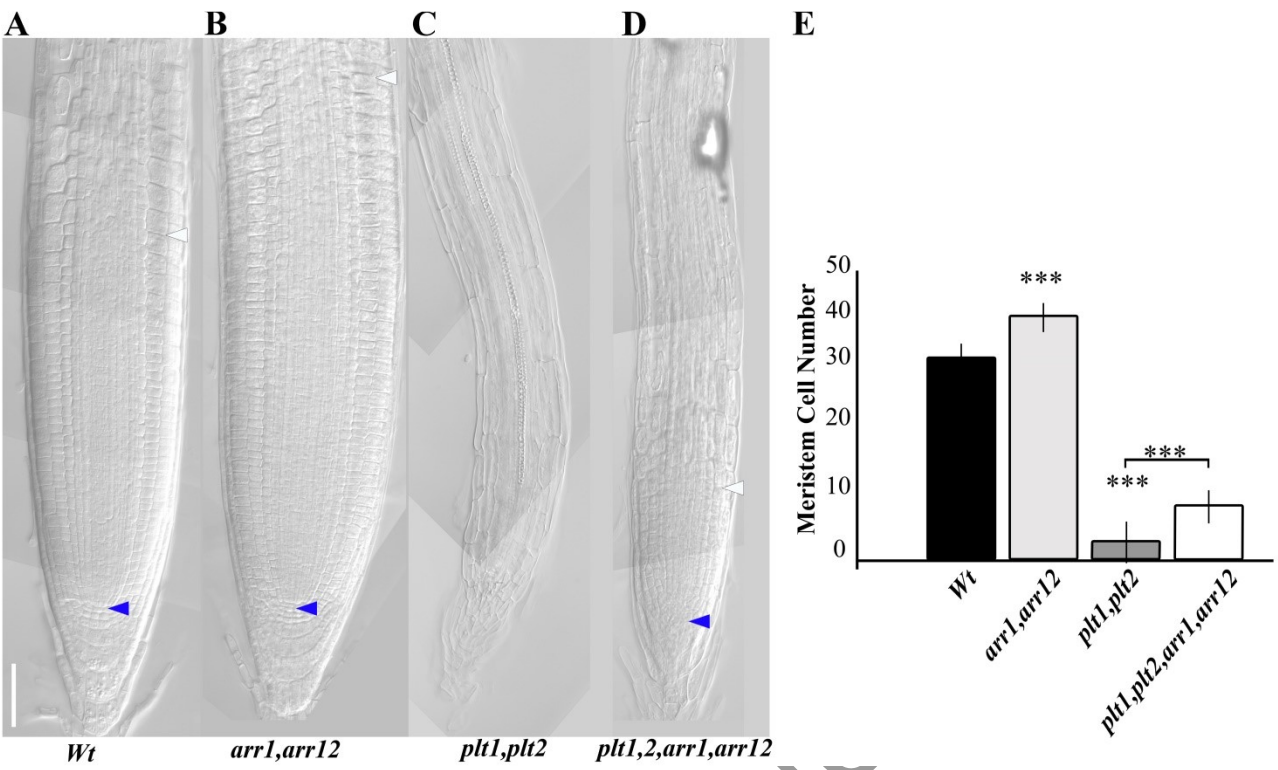 A
B
C
D
E
Wt
arr1,arr12
plt1,plt2
plt1,2,arr1,arr12
Meristem Cell Number
50
40
30
20
10
0
***
***
***
Wt
arr1,arr12
plt1,plt2
plt1,plt2,arr1,arr12